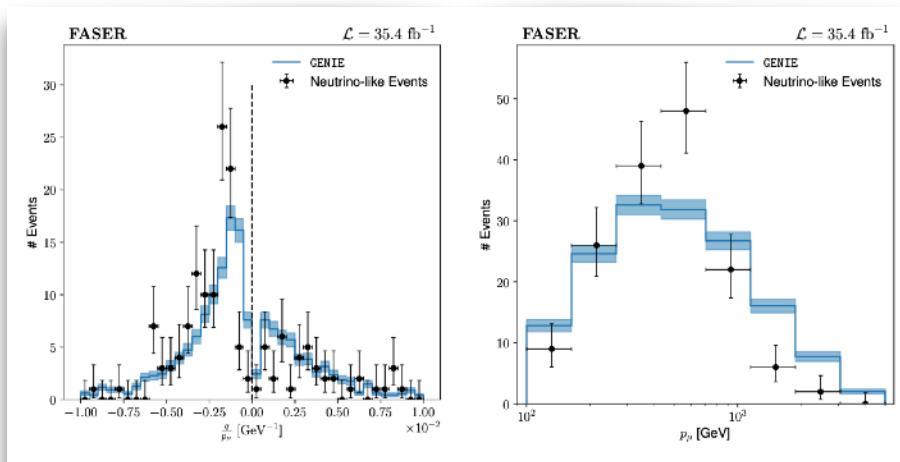 FASER
ℒ = 35.4 fb⁻¹
GENIE
Neutrino-like Events
# Events
30
25
20
15
10
5
0
−1.00
−0.75
−0.50
−0.25
0.00
0.25
0.50
0.75
1.00
×10⁻²
q/pμ [GeV⁻¹]
FASER
ℒ = 35.4 fb⁻¹
GENIE
Neutrino-like Events
# Events
50
40
30
20
10
0
10²
10³
pμ [GeV]